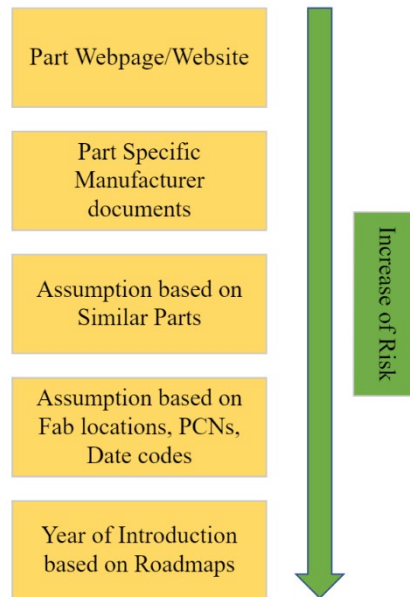 Part Webpage/Website
Part Specific
Manufacturer
documents
Assumption based on
Similar Parts
Assumption based on
Fab locations, PCNs,
Date codes
Year of Introduction
based on Roadmaps
Increase of Risk